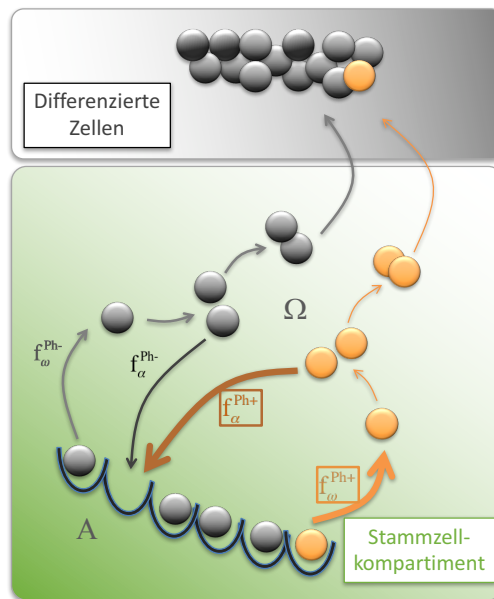 Differenzierte
Zellen
Ω
f_ω^Ph-
f_α^Ph-
f_α^Ph+
f_ω^Ph+
A
Stammzell-
kompartiment